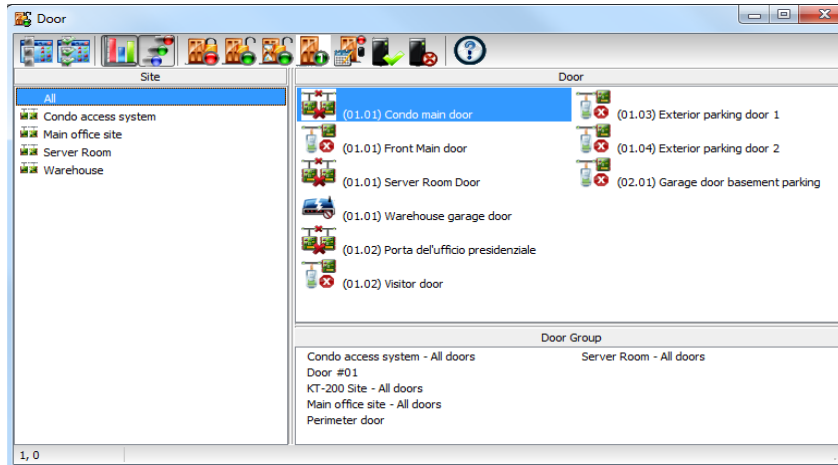 Door
Site
All
Condo access system
Main office site
Server Room
Warehouse
Door
(01.01) Condo main door
(01.01) Front Main door
(01.01) Server Room Door
(01.01) Warehouse garage door
(01.02) Porta del'ufficio presidenziale
(01.02) Visitor door
(01.03) Exterior parking door 1
(01.04) Exterior parking door 2
(02.01) Garage door basement parking
Door Group
Condo access system - All doors
Door #01
KT-200 Site - All doors
Main office site - All doors
Perimeter door
Server Room - All doors
1, 0